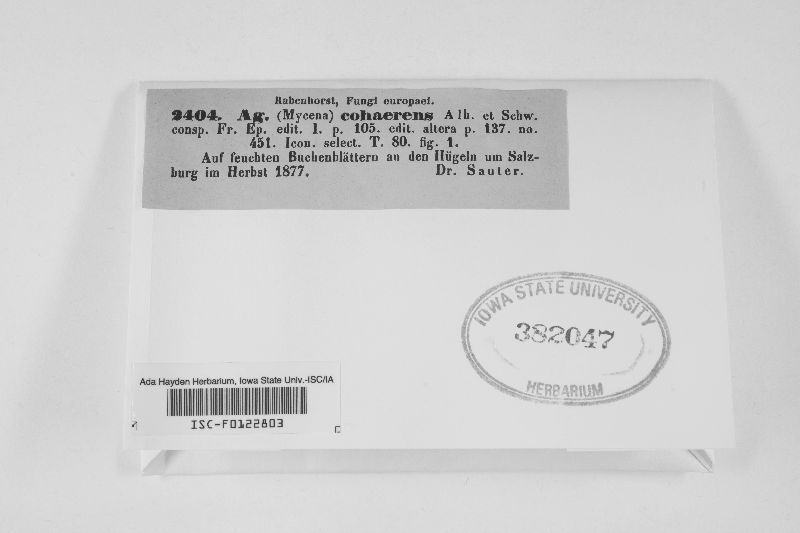 Rabenhorst, Fungi europaei.
2404. Ag. (Mycena) cohaerens Alb. et Schw.
consp. Fr. Ep. edit. I. p. 105. edit. altera p. 137. no.
451. Icon. select. T. 80. fig. 1.
Auf feuchten Buchenblättern an den Hügeln um Salz-
burg im Herbst 1877. Dr. Sauter.
IOWA STATE UNIVERSITY
382047
HERBARIUM
Ada Hayden Herbarium, Iowa State Univ.-ISC/IA
ISC-F0122803